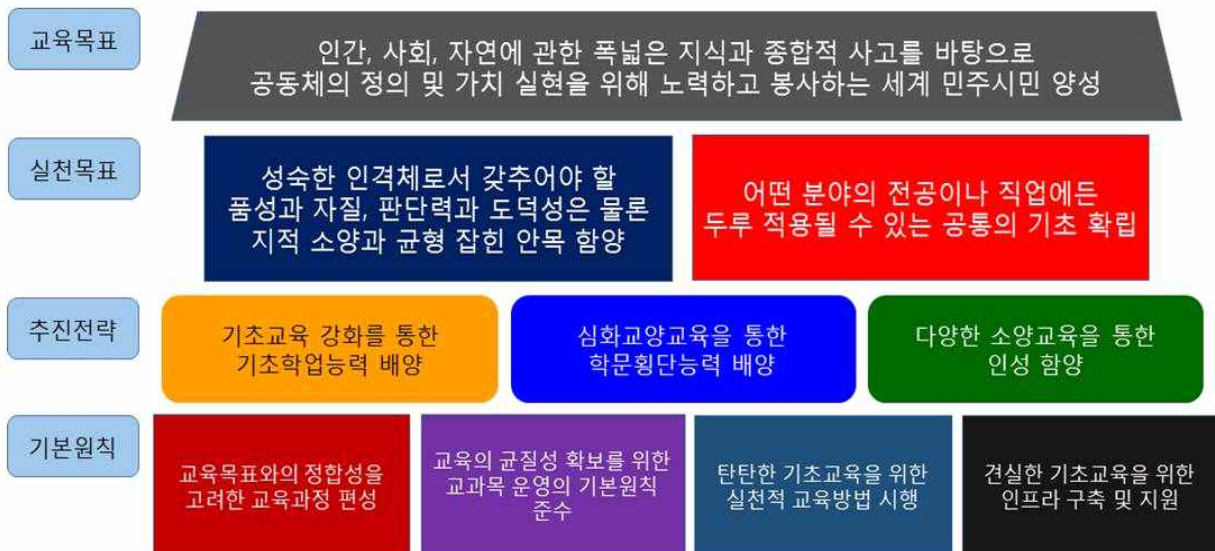 교육목표
인간, 사회, 자연에 관한 폭넓은 지식과 종합적 사고를 바탕으로
공동체의 정의 및 가치 실현을 위해 노력하고 봉사하는 세계 민주시민 양성
실천목표
성숙한 인격체로서 갖추어야 할
품성과 자질, 판단력과 도덕성은 물론
지적 소양과 균형 잡힌 안목 함양
어떤 분야의 전공이나 직업에든
두루 적용될 수 있는 공통의 기초 확립
추진전략
기초교육 강화를 통한
기초학업능력 배양
심화교양교육을 통한
학문횡단능력 배양
다양한 소양교육을 통한
인성 함양
기본원칙
교육목표와의 정합성을
고려한 교육과정 편성
교육의 균질성 확보를 위한
교과목 운영의 기본원칙
준수
탄탄한 기초교육을 위한
실천적 교육방법 시행
견실한 기초교육을 위한
인프라 구축 및 지원